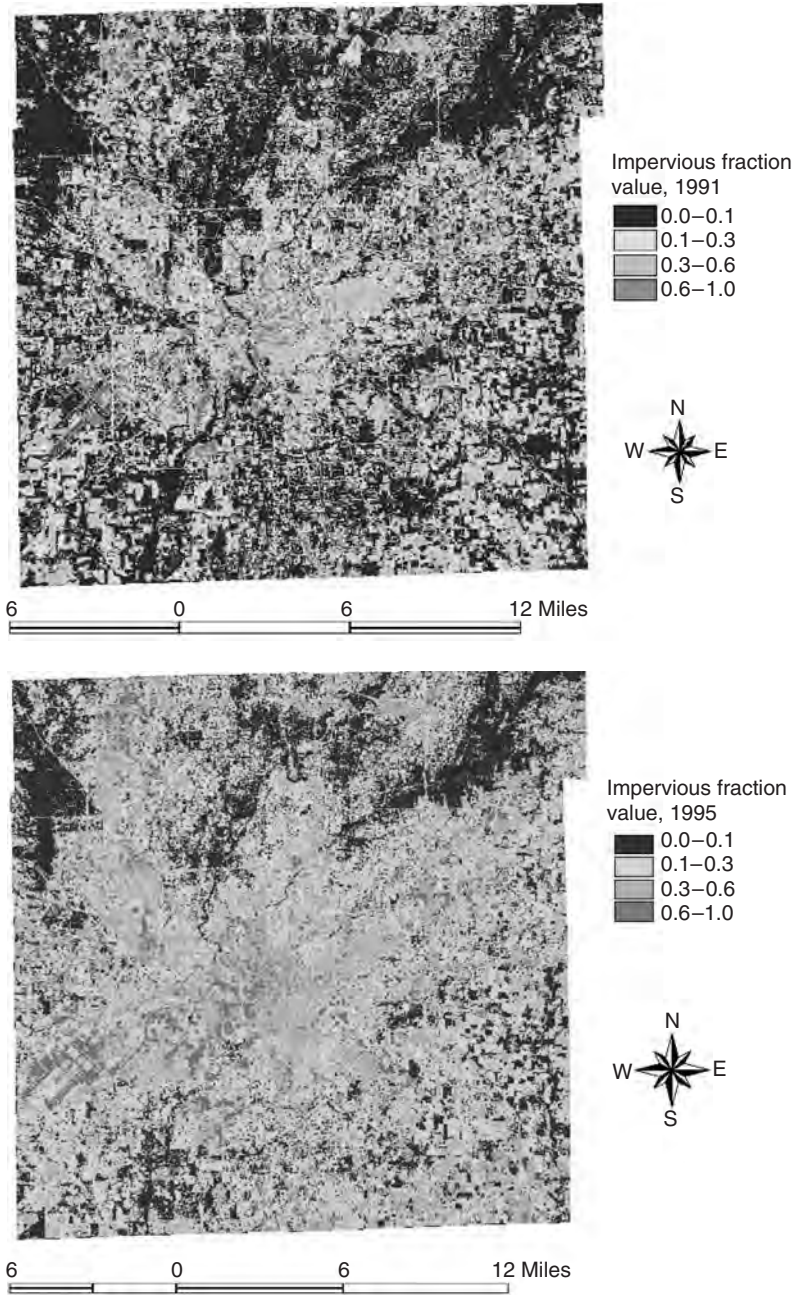 Impervious fraction
value, 1991
0.0–0.1
0.1–0.3
0.3–0.6
0.6–1.0
N
W E
S
6 0 6 12 Miles
Impervious fraction
value, 1995
0.0–0.1
0.1–0.3
0.3–0.6
0.6–1.0
N
W E
S
6 0 6 12 Miles